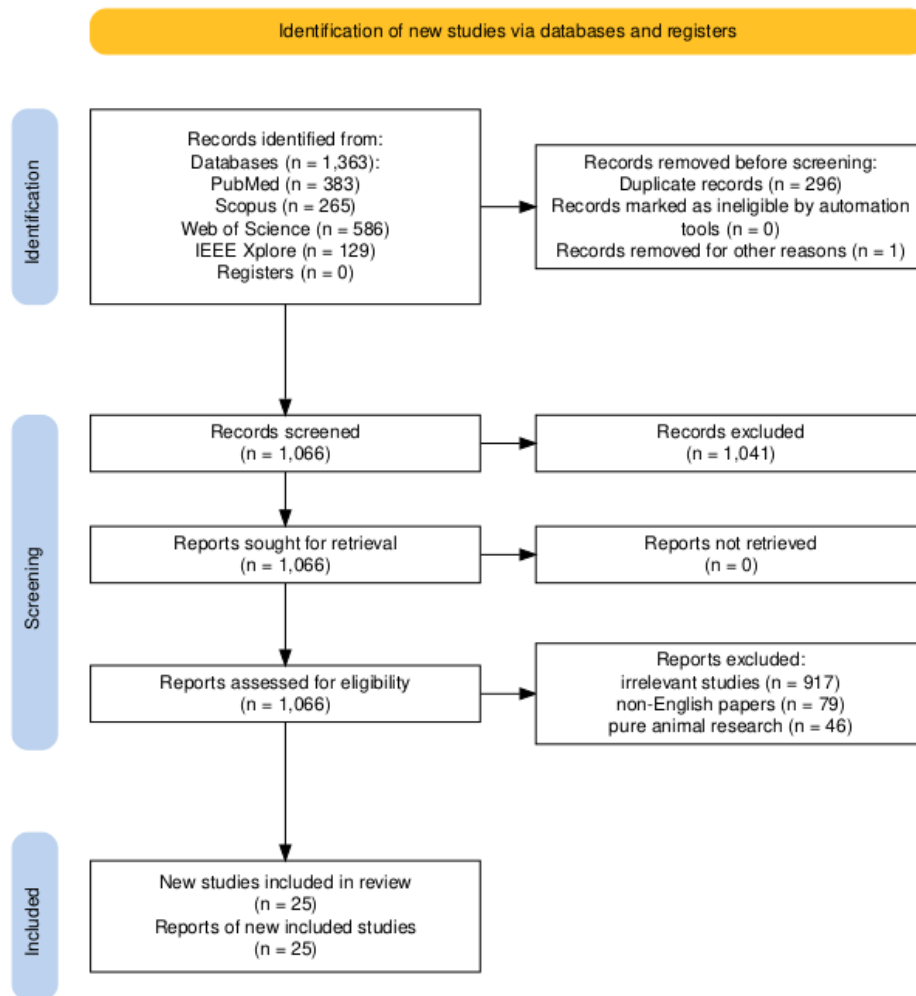 Identification of new studies via databases and registers
Identification
Records identified from:
Databases (n = 1,363):
PubMed (n = 383)
Scopus (n = 265)
Web of Science (n = 586)
IEEE Xplore (n = 129)
Registers (n = 0)
Records removed before screening:
Duplicate records (n = 296)
Records marked as ineligible by automation
tools (n = 0)
Records removed for other reasons (n = 1)
Screening
Records screened
(n = 1,066)
Records excluded
(n = 1,041)
Reports sought for retrieval
(n = 1,066)
Reports not retrieved
(n = 0)
Reports assessed for eligibility
(n = 1,066)
Reports excluded:
irrelevant studies (n = 917)
non-English papers (n = 79)
pure animal research (n = 46)
Included
New studies included in review
(n = 25)
Reports of new included studies
(n = 25)